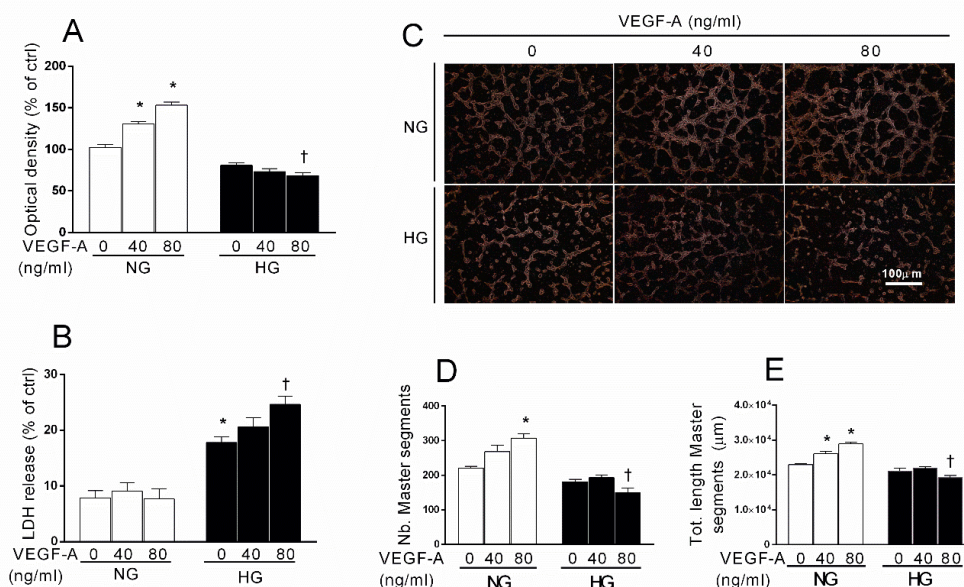 A
Optical density (% of ctrl)
200
150
100
50
0
*
*
†
VEGF-A 0 40 80 0 40 80
(ng/ml) NG HG
B
LDH release (% of ctrl)
30
20
10
0
*
†
VEGF-A 0 40 80 0 40 80
(ng/ml) NG HG
C
VEGF-A (ng/ml)
0 40 80
NG
HG
100μm
D
Nb. Master segments
400
300
200
100
0
*
†
VEGF-A 0 40 80 0 40 80
(ng/ml) NG HG
E
Tot. length Master
segments (μm)
4.0×10⁴
3.0×10⁴
2.0×10⁴
1.0×10⁴
0
*
*
†
VEGF-A 0 40 80 0 40 80
(ng/ml) NG HG